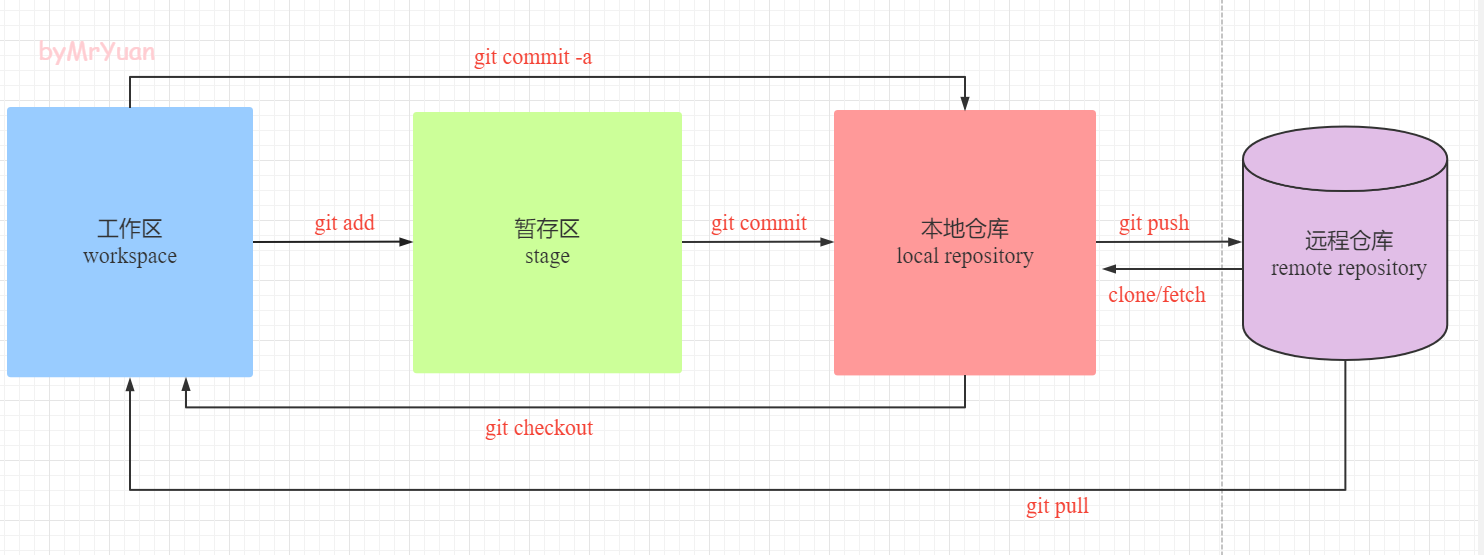 byMrYuan
git commit -a
工作区
workspace
git add
暂存区
stage
git commit
本地仓库
local repository
git push
clone/fetch
远程仓库
remote repository
git checkout
git pull